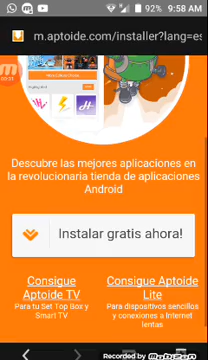 95% 9:58 AM
m.aptoide.com/installer?lang=es
Descubre las mejores aplicaciones en
la revolucionaria tienda de aplicaciones
Android
Instalar gratis ahora!
Consigue
Aptoide TV
Para tu Set Top Box y
Smart TV
Consigue Aptoide
Lite
Para dispositivos sencillos
y conexiones a Internet
lentas
Recorded by Mobizen